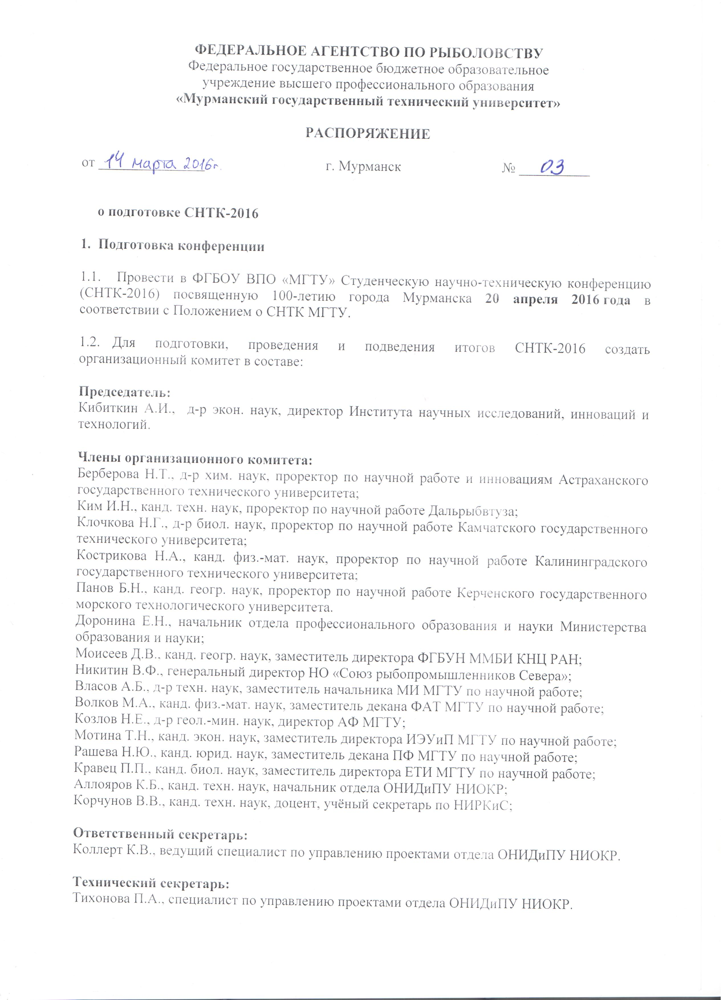 ФЕДЕРАЛЬНОЕ АГЕНТСТВО ПО РЫБОЛОВСТВУ
Федеральное государственное бюджетное образовательное
учреждение высшего профессионального образования
«Мурманский государственный технический университет»
РАСПОРЯЖЕНИЕ
от 14 марта 2016г. г. Мурманск № 03
о подготовке СНТК-2016
1. Подготовка конференции
1.1. Провести в ФГБОУ ВПО «МГТУ» Студенческую научно-техническую конференцию
(СНТК-2016) посвященную 100-летию города Мурманска 20 апреля 2016 года в
соответствии с Положением о СНТК МГТУ.
1.2. Для подготовки, проведения и подведения итогов СНТК-2016 создать
организационный комитет в составе:
Председатель:
Кибиткин А.И., д-р экон. наук, директор Института научных исследований, инноваций и
технологий.
Члены организационного комитета:
Берберова Н.Т., д-р хим. наук, проректор по научной работе и инновациям Астраханского
государственного технического университета;
Ким И.Н., канд. техн. наук, проректор по научной работе Дальрыбвтуза;
Клочкова Н.Г., д-р биол. наук, проректор по научной работе Камчатского государственного
технического университета;
Кострикова Н.А., канд. физ.-мат. наук, проректор по научной работе Калининградского
государственного технического университета;
Панов Б.Н., канд. геогр. наук, проректор по научной работе Керченского государственного
морского технологического университета.
Доронина Е.Н., начальник отдела профессионального образования и науки Министерства
образования и науки;
Моисеев Д.В., канд. геогр. наук, заместитель директора ФГБУН ММБИ КНЦ РАН;
Никитин В.Ф., генеральный директор НО «Союз рыбопромышленников Севера»;
Власов А.Б., д-р техн. наук, заместитель начальника МИ МГТУ по научной работе;
Волков М.А., канд. физ.-мат. наук, заместитель декана ФАТ МГТУ по научной работе;
Козлов Н.Е., д-р геол.-мин. наук, директор АФ МГТУ;
Мотина Т.Н., канд. экон. наук, заместитель директора ИЭУиП МГТУ по научной работе;
Рашева Н.Ю., канд. юрид. наук, заместитель декана ПФ МГТУ по научной работе;
Кравец П.П., канд. биол. наук, заместитель директора ЕТИ МГТУ по научной работе;
Аллояров К.Б., канд. техн. наук, начальник отдела ОНИДиПУ НИОКР;
Корчунов В.В., канд. техн. наук, доцент, учёный секретарь по НИРКиС;
Ответственный секретарь:
Коллерт К.В., ведущий специалист по управлению проектами отдела ОНИДиПУ НИОКР.
Технический секретарь:
Тихонова П.А., специалист по управлению проектами отдела ОНИДиПУ НИОКР.